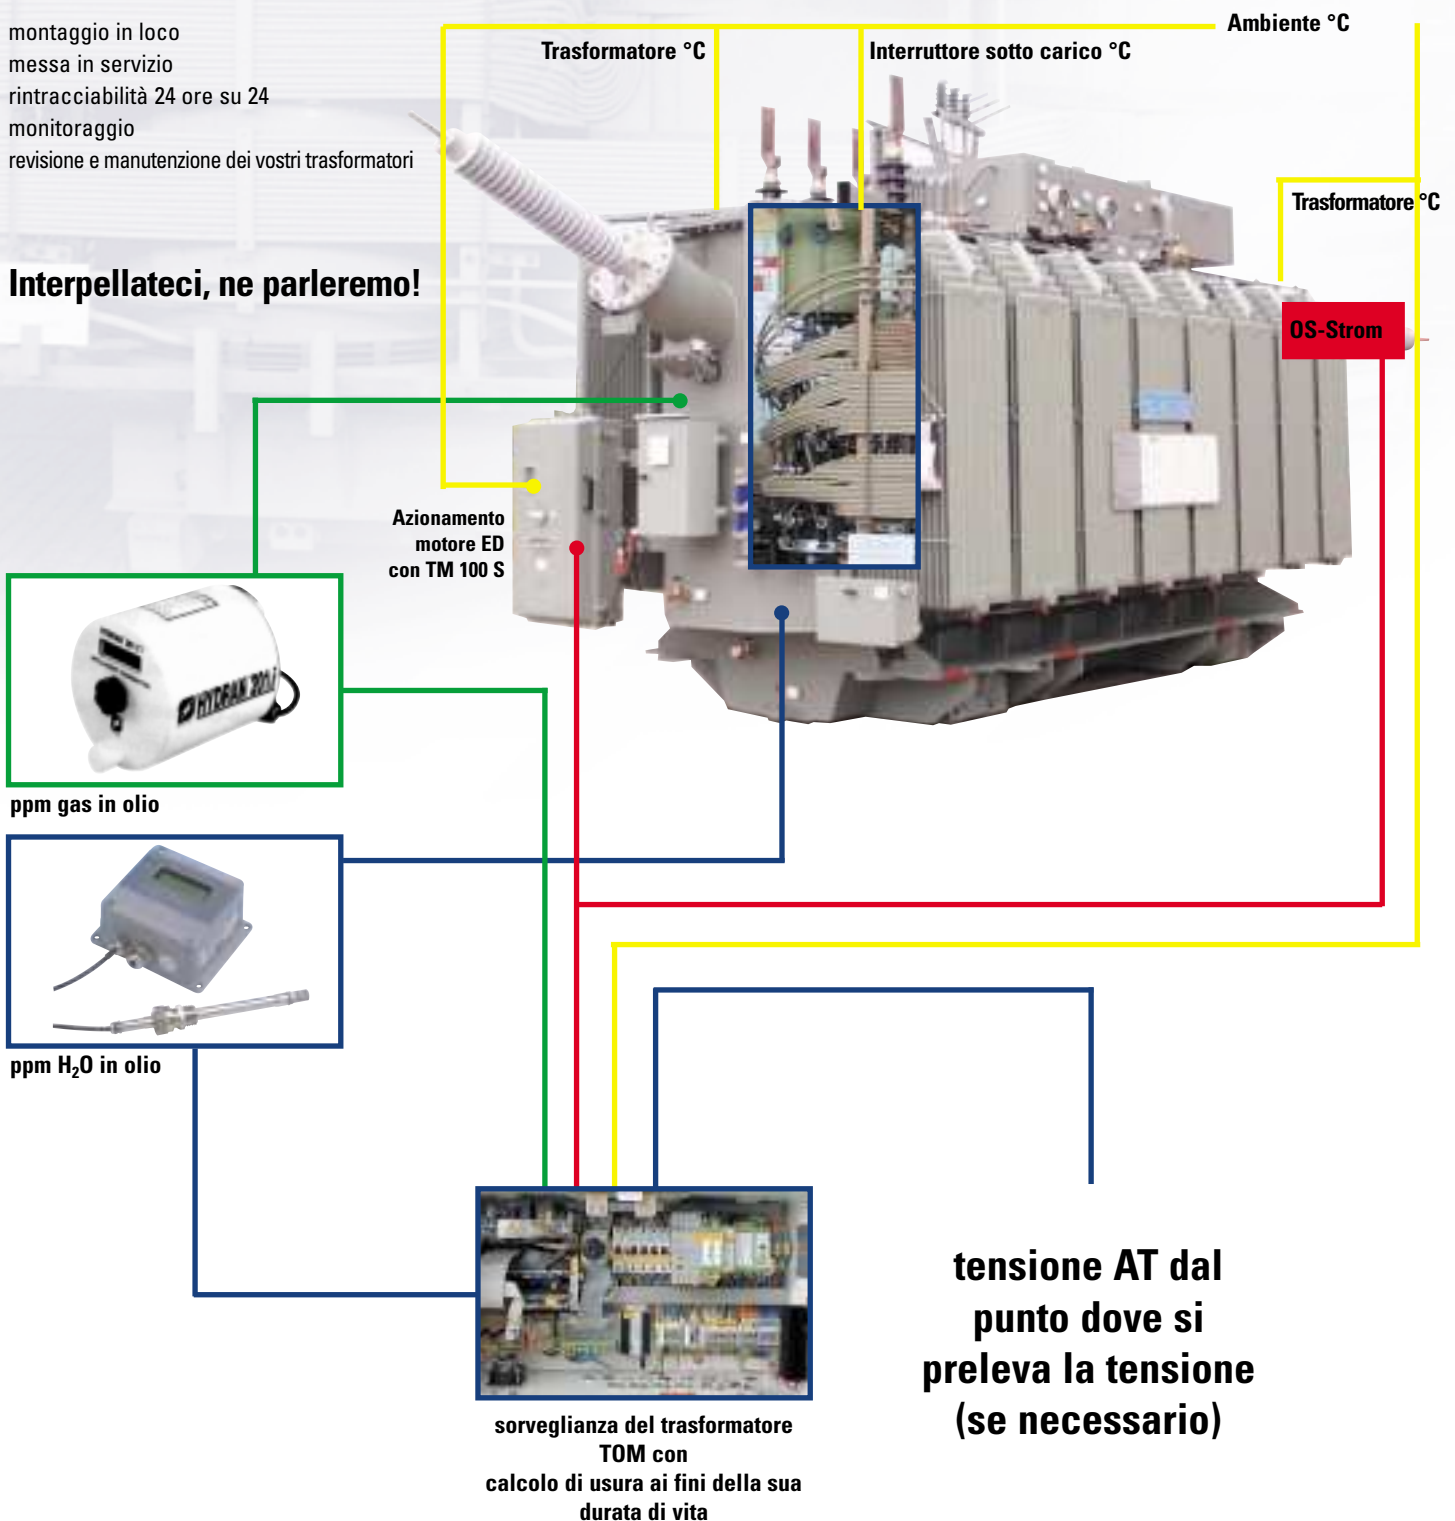 montaggio in loco
messa in servizio
rintracciabilità 24 ore su 24
monitoraggio
revisione e manutenzione dei vostri trasformatori
Interpellateci, ne parleremo!
Trasformatore °C
Interruttore sotto carico °C
Ambiente °C
Trasformatore °C
OS-Strom
Azionamento
motore ED
con TM 100 S
HYDRAN 201i
ppm gas in olio
ppm H₂O in olio
tensione AT dal
punto dove si
preleva la tensione
(se necessario)
sorveglianza del trasformatore
TOM con
calcolo di usura ai fini della sua
durata di vita